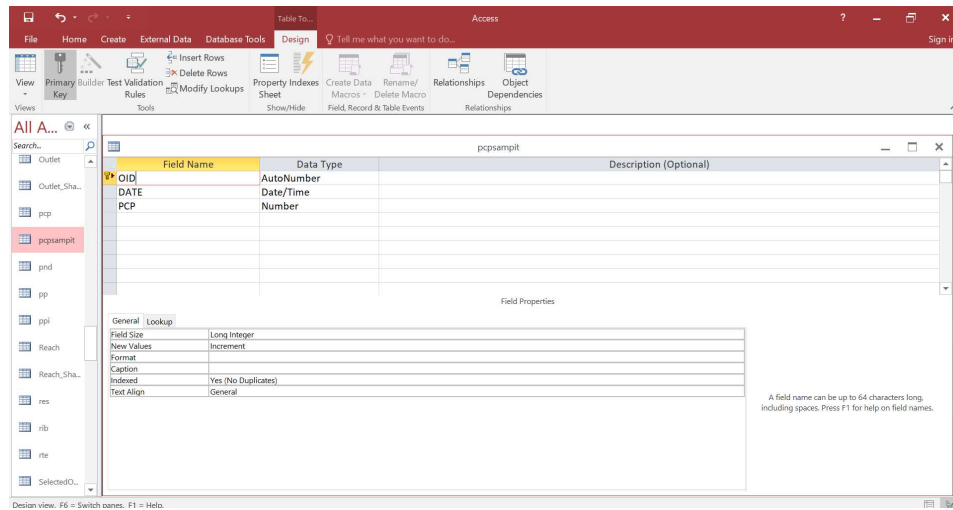 Table To... Access ?
File Home Create External Data Database Tools Design Tell me what you want to do... Sign in
View
Primary Key
Builder
Test Validation Rules
Insert Rows
Delete Rows
Modify Lookups
Property Sheet
Indexes
Create Data Macros
Rename/ Delete Macro
Relationships
Object Dependencies
Views Tools Show/Hide Field, Record & Table Events Relationships
All A... «
Search...
Outlet
Outlet_Sha...
pcp
pcpsampit
pnd
pp
ppi
Reach
Reach_Sha...
res
rib
rte
SelectedO...
pcpsampit
Field Name Data Type Description (Optional)
OID AutoNumber
DATE Date/Time
PCP Number
Field Properties
General Lookup
Field Size Long Integer
New Values Increment
Format
Caption
Indexed Yes (No Duplicates)
Text Align General
A field name can be up to 64 characters long,
including spaces. Press F1 for help on field names.
Design view. F6 = Switch panes. F1 = Help.